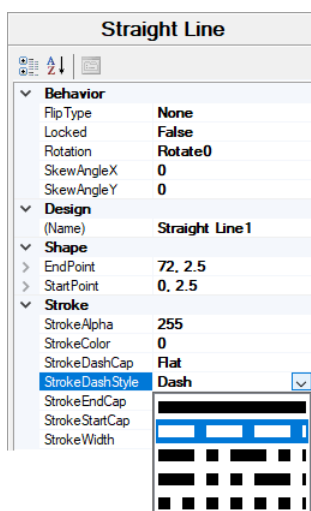 Straight Line
Behavior
FlipType None
Locked False
Rotation Rotate0
SkewAngleX 0
SkewAngleY 0
Design
(Name) Straight Line1
Shape
EndPoint 72, 2.5
StartPoint 0, 2.5
Stroke
StrokeAlpha 255
StrokeColor 0
StrokeDashCap Flat
StrokeDashStyle Dash
StrokeEndCap
StrokeStartCap
StrokeWidth